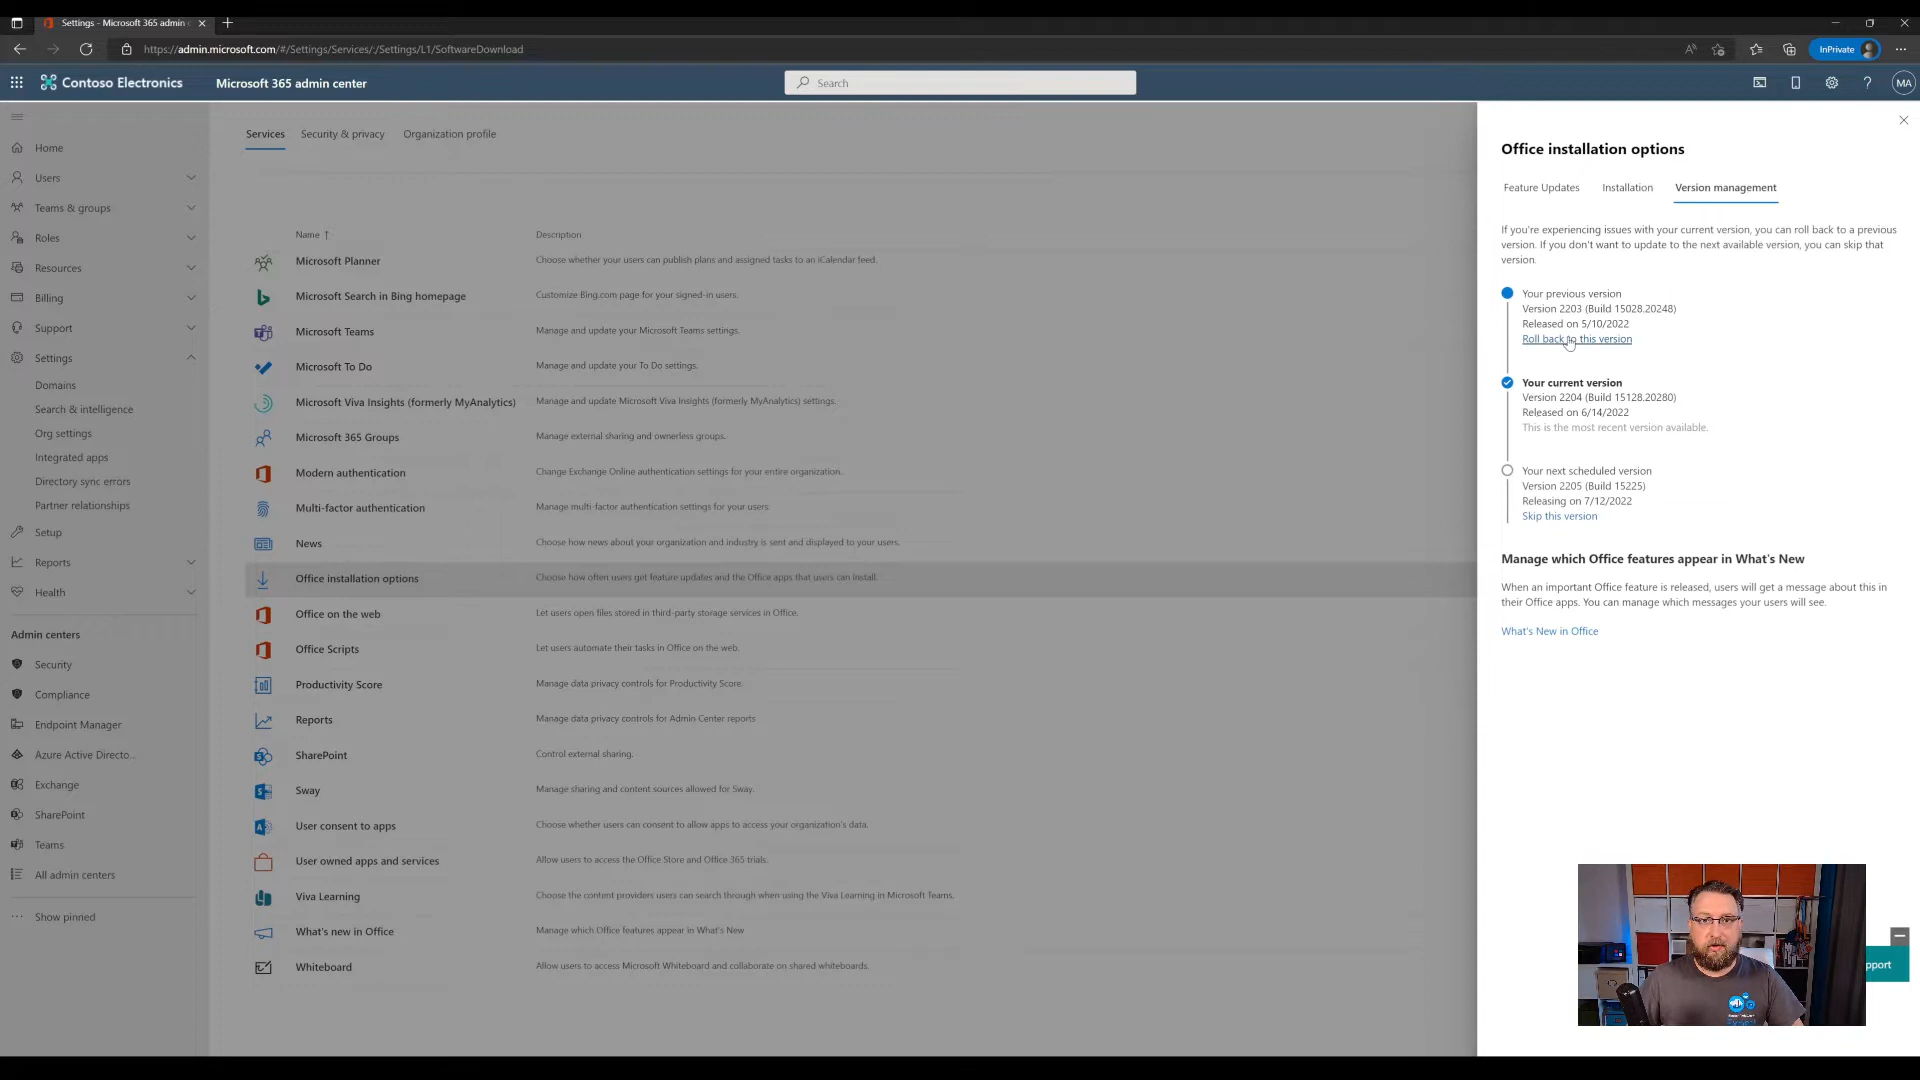 Settings - Microsoft 365 admin
https://admin.microsoft.com/#/Settings/Services/:/Settings/L1/SoftwareDownload
InPrivate
Contoso Electronics
Microsoft 365 admin center
Search
MA
Home
Users
Teams & groups
Roles
Resources
Billing
Support
Settings
Domains
Search & intelligence
Org settings
Integrated apps
Directory sync errors
Partner relationships
Setup
Reports
Health
Admin centers
Security
Compliance
Endpoint Manager
Azure Active Directo...
Exchange
SharePoint
Teams
All admin centers
Show pinned
Services Security & privacy Organization profile
Name ↑ Description
Microsoft Planner Choose whether your users can publish plans and assigned tasks to an iCalendar feed.
Microsoft Search in Bing homepage Customize Bing.com page for your signed-in users.
Microsoft Teams Manage and update your Microsoft Teams settings.
Microsoft To Do Manage and update your To Do settings.
Microsoft Viva Insights (formerly MyAnalytics) Manage and update Microsoft Viva Insights (formerly MyAnalytics) settings.
Microsoft 365 Groups Manage external sharing and ownerless groups.
Modern authentication Change Exchange Online authentication settings for your entire organization.
Multi-factor authentication Manage multi-factor authentication settings for your users.
News Choose how news about your organization and industry is sent and displayed to your users.
Office installation options Choose how often users get feature updates and the Office apps that users can install.
Office on the web Let users open files stored in third-party storage services in Office.
Office Scripts Let users automate their tasks in Office on the web.
Productivity Score Manage data privacy controls for Productivity Score.
Reports Manage data privacy controls for Admin Center reports
SharePoint Control external sharing.
Sway Manage sharing and content sources allowed for Sway.
User consent to apps Choose whether users can consent to allow apps to access your organization's data.
User owned apps and services Allow users to access the Office Store and Office 365 trials.
Viva Learning Choose the content providers users can search through when using the Viva Learning in Microsoft Teams.
What's new in Office Manage which Office features appear in What's New
Whiteboard Allow users to access Microsoft Whiteboard and collaborate on shared whiteboards.
Office installation options
Feature Updates Installation Version management
If you're experiencing issues with your current version, you can roll back to a previous
version. If you don't want to update to the next available version, you can skip that
version.
Your previous version
Version 2203 (Build 15028.20248)
Released on 5/10/2022
Roll back to this version
Your current version
Version 2204 (Build 15128.20280)
Released on 6/14/2022
This is the most recent version available.
Your next scheduled version
Version 2205 (Build 15225)
Releasing on 7/12/2022
Skip this version
Manage which Office features appear in What's New
When an important Office feature is released, users will get a message about this in
their Office apps. You can manage which messages your users will see.
What's New in Office
pport